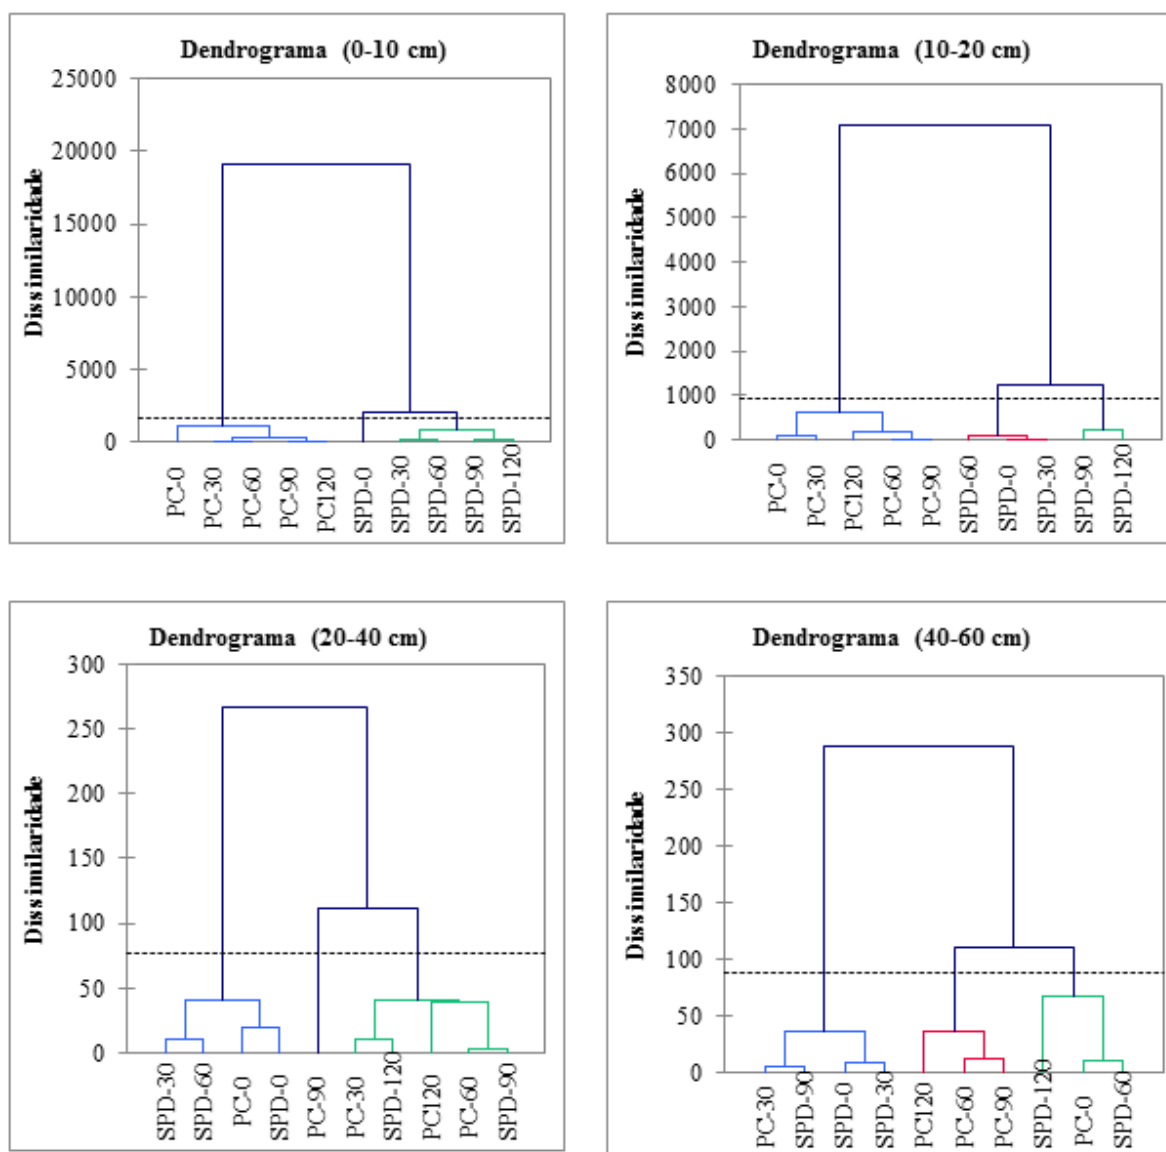 Dendrograma (0-10 cm)
25000
20000
15000
10000
5000
0
Dissimilaridade
PC-0
PC-30
PC-60
PC-90
PC120
SPD-0
SPD-30
SPD-60
SPD-90
SPD-120
Dendrograma (10-20 cm)
8000
7000
6000
5000
4000
3000
2000
1000
0
Dissimilaridade
PC-0
PC-30
PC120
PC-60
PC-90
SPD-60
SPD-0
SPD-30
SPD-90
SPD-120
Dendrograma (20-40 cm)
300
250
200
150
100
50
0
Dissimilaridade
SPD-30
SPD-60
PC-0
SPD-0
PC-90
PC-30
SPD-120
PC120
PC-60
SPD-90
Dendrograma (40-60 cm)
350
300
250
200
150
100
50
0
Dissimilaridade
PC-30
SPD-90
SPD-0
SPD-30
PC120
PC-60
PC-90
SPD-120
PC-0
SPD-60